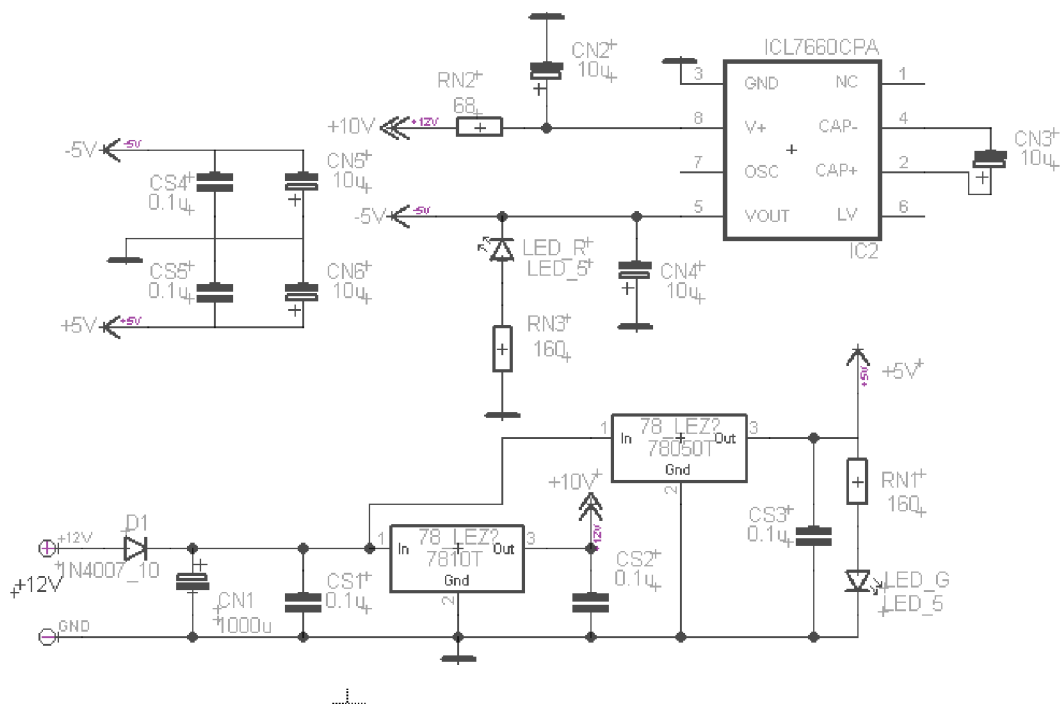 ICL7660CPA
CN2
10u
RN2
68
+10V
+12V
3
GND
NC
1
8
V+
CAP-
4
CN3
10u
7
OSC
CAP+
2
5
VOUT
LV
6
IC2
-5V
-5V
CS4
0.1u
CN5
10u
-5V
-5V
LED_R
LED_5
CN4
10u
CS5
0.1u
CN6
10u
+5V
+5V
RN3
160
+5V
+5V
1
78_LEZ?
In
Out
78050T
Gnd
3
2
+10V
12V
RN1
160
CS3
0.1u
D1
+12V
1N4007_10
+12V
GND
CN1
1000u
CS1
0.1u
1
78_LEZ?
In
Out
7810T
Gnd
3
2
CS2
0.1u
LED_G
LED_5